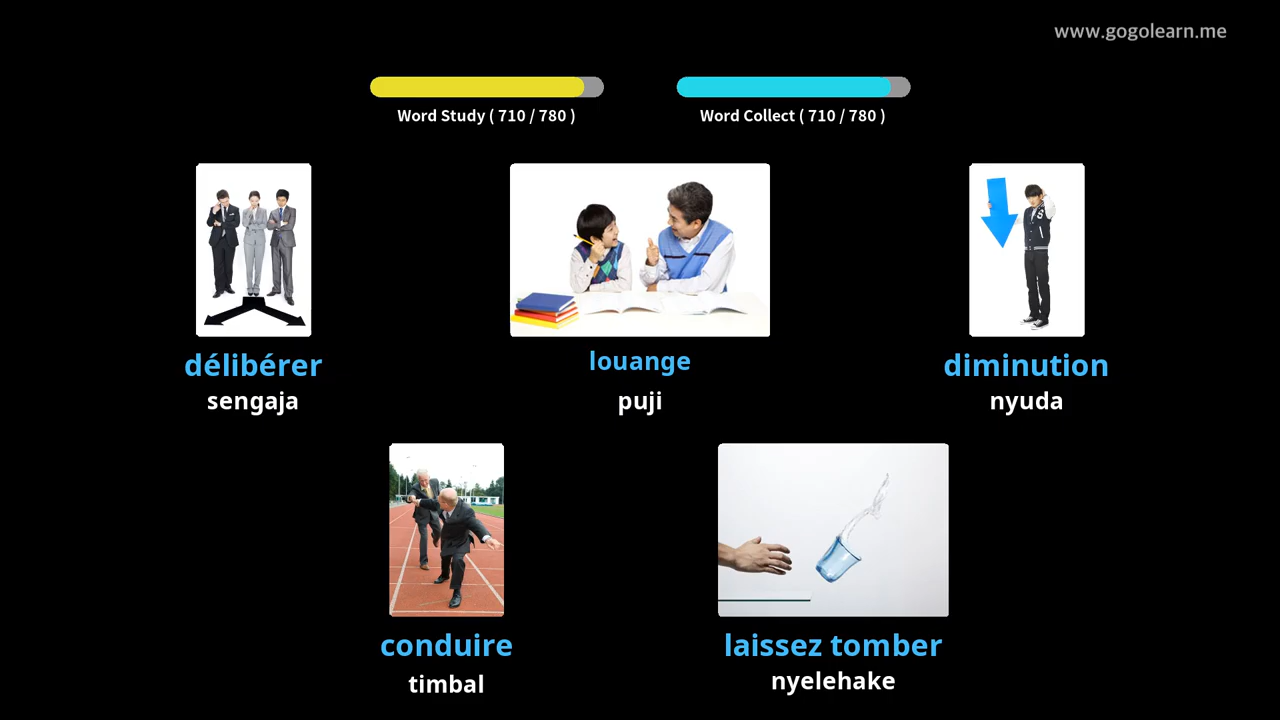 www.gogolearn.me
Word Study ( 710 / 780 )
Word Collect ( 710 / 780 )
délibérer
sengaja
louange
puji
diminution
nyuda
conduire
timbal
laissez tomber
nyelehake